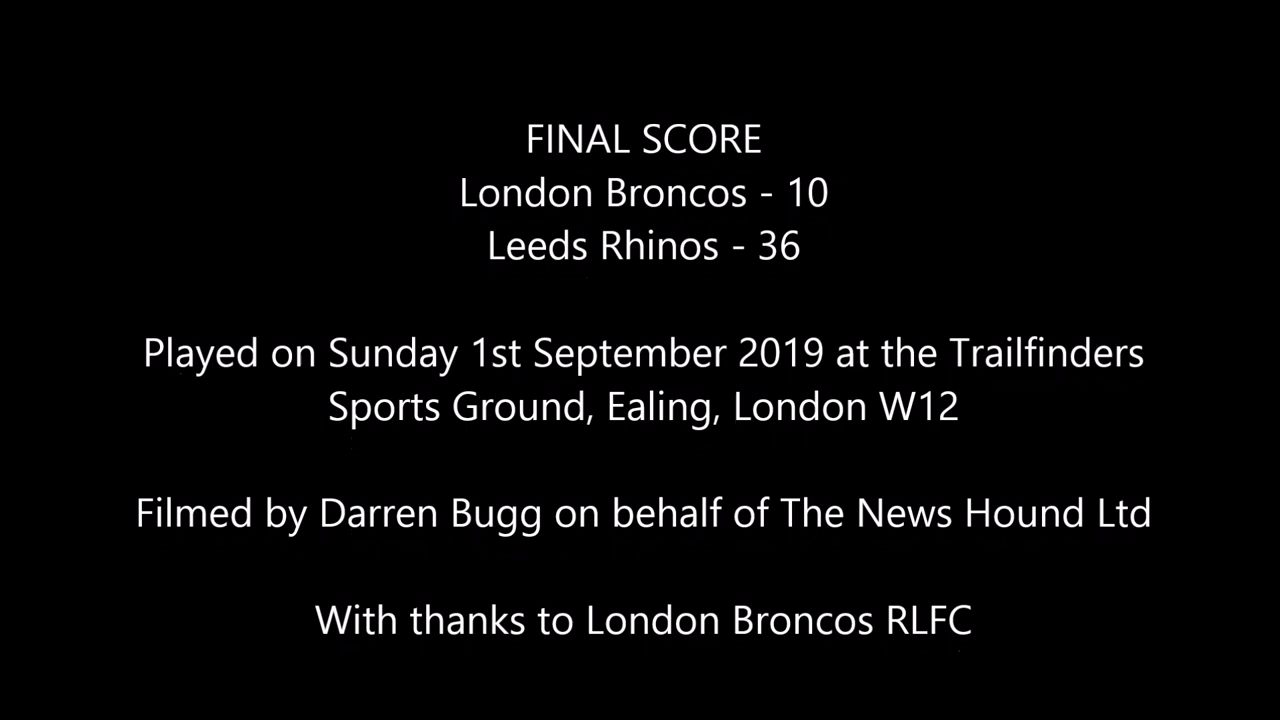 FINAL SCORE
London Broncos - 10
Leeds Rhinos - 36
Played on Sunday 1st September 2019 at the Trailfinders
Sports Ground, Ealing, London W12
Filmed by Darren Bugg on behalf of The News Hound Ltd
With thanks to London Broncos RLFC